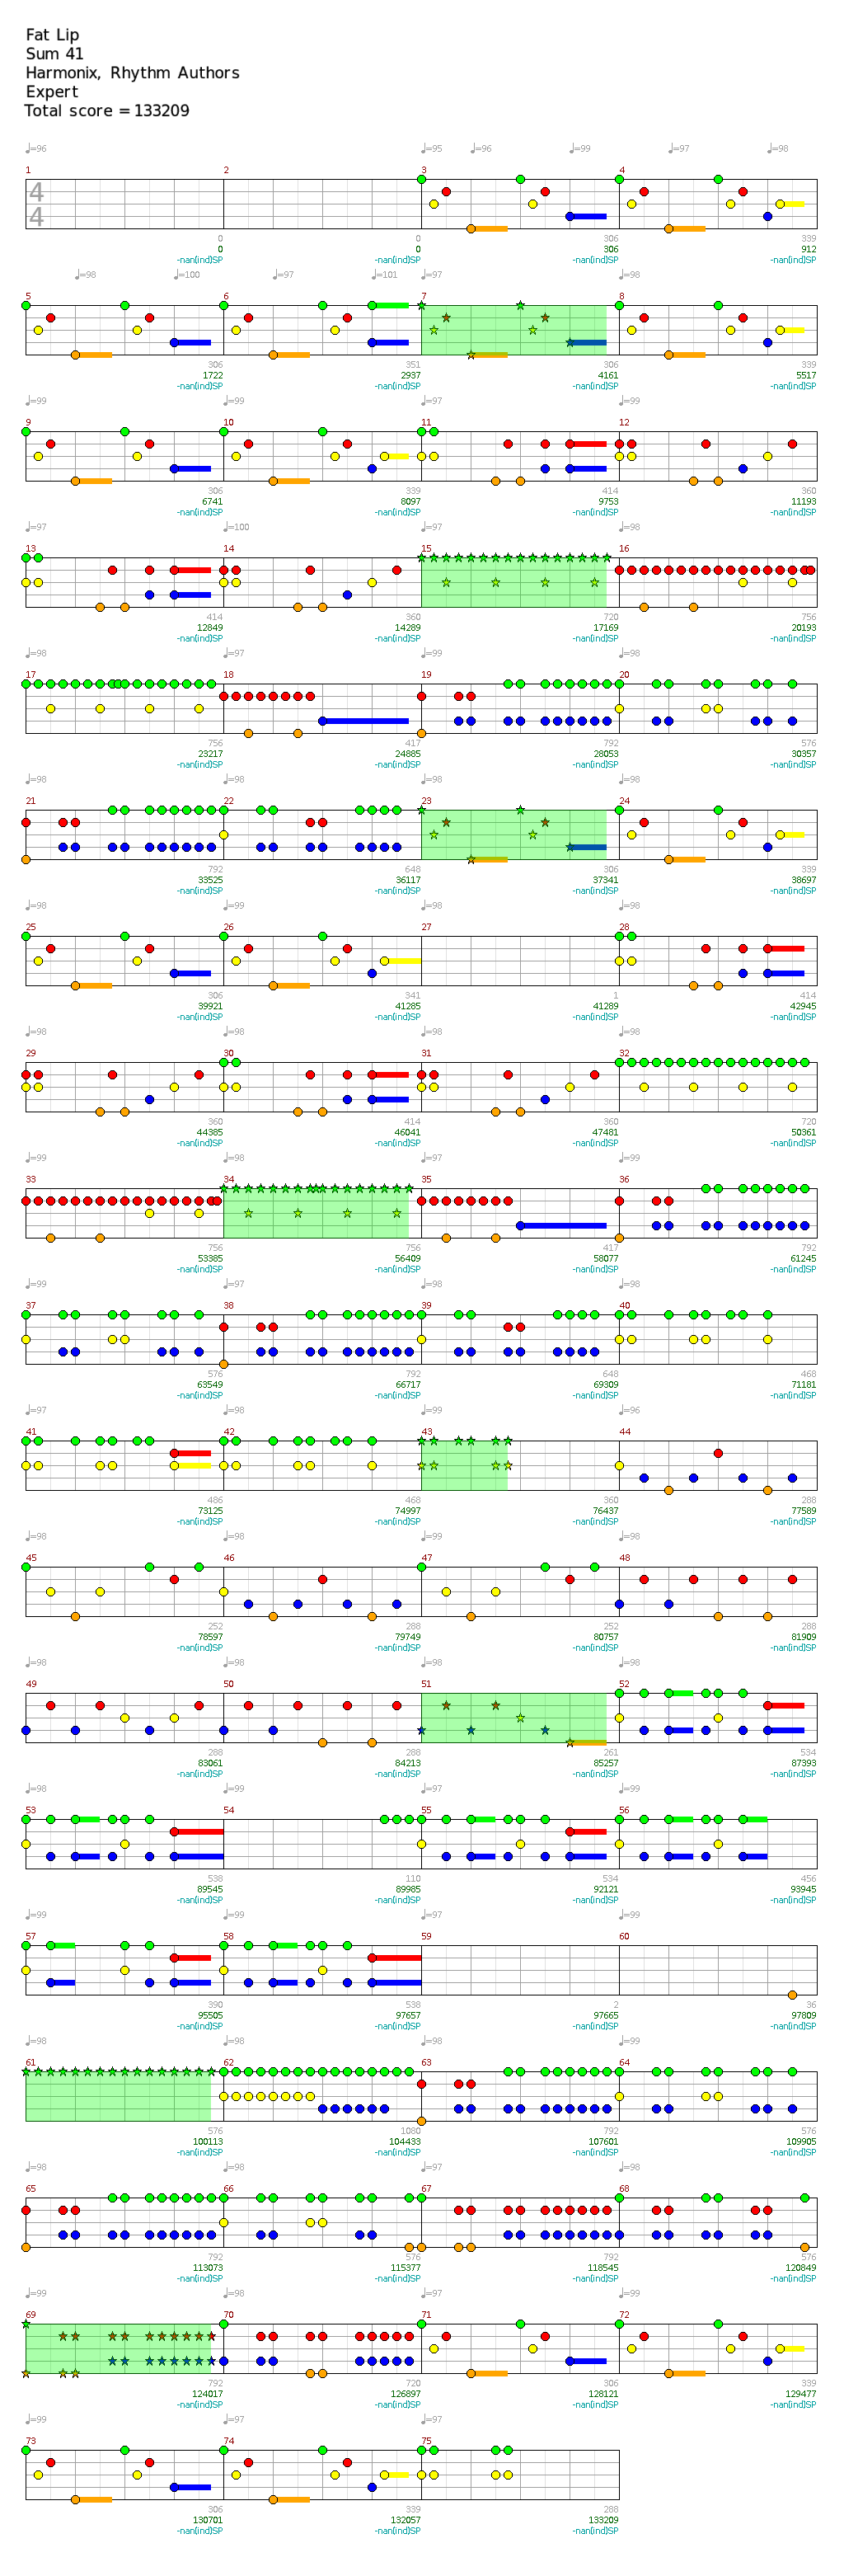 Fat Lip
Sum 41
Harmonix, Rhythm Authors
Expert
Total score = 133209
♩=96 ♩=95 ♩=96 ♩=99 ♩=97 ♩=98
1 2 3 4
4
4
0 0 306 339
0 0 306 912
-nan(ind)SP -nan(ind)SP -nan(ind)SP -nan(ind)SP
♩=98 ♩=100 ♩=97 ♩=101 ♩=97 ♩=98
5 6 7 8
306 351 306 339
1722 2937 4161 5517
-nan(ind)SP -nan(ind)SP -nan(ind)SP -nan(ind)SP
♩=99 ♩=99 ♩=99 ♩=99
9 10 11 12
306 339 414 360
6741 8097 9753 11193
-nan(ind)SP -nan(ind)SP -nan(ind)SP -nan(ind)SP
♩=97 ♩=100 ♩=97 ♩=98
13 14 15 16
414 360 720 756
12849 14289 17169 20193
-nan(ind)SP -nan(ind)SP -nan(ind)SP -nan(ind)SP
♩=98 ♩=97 ♩=99 ♩=98
17 18 19 20
756 417 792 576
23217 24885 28053 30357
-nan(ind)SP -nan(ind)SP -nan(ind)SP -nan(ind)SP
♩=98 ♩=98 ♩=98 ♩=98
21 22 23 24
792 648 306 339
33525 36117 37341 38697
-nan(ind)SP -nan(ind)SP -nan(ind)SP -nan(ind)SP
♩=98 ♩=99 ♩=98 ♩=98
25 26 27 28
306 341 1 414
39921 41285 41289 42945
-nan(ind)SP -nan(ind)SP -nan(ind)SP -nan(ind)SP
♩=98 ♩=98 ♩=98 ♩=98
29 30 31 32
360 414 360 720
44385 46041 47481 50361
-nan(ind)SP -nan(ind)SP -nan(ind)SP -nan(ind)SP
♩=99 ♩=98 ♩=97 ♩=99
33 34 35 36
756 756 417 792
53385 56409 58077 61245
-nan(ind)SP -nan(ind)SP -nan(ind)SP -nan(ind)SP
♩=99 ♩=97 ♩=98 ♩=98
37 38 39 40
576 792 648 468
63549 66717 69309 71181
-nan(ind)SP -nan(ind)SP -nan(ind)SP -nan(ind)SP
♩=97 ♩=98 ♩=99 ♩=96
41 42 43 44
486 468 360 288
73125 74997 76437 77589
-nan(ind)SP -nan(ind)SP -nan(ind)SP -nan(ind)SP
♩=98 ♩=98 ♩=99 ♩=98
45 46 47 48
252 288 252 288
78597 79749 80757 81909
-nan(ind)SP -nan(ind)SP -nan(ind)SP -nan(ind)SP
♩=98 ♩=98 ♩=98 ♩=98
49 50 51 52
288 288 261 534
83061 84213 85257 87393
-nan(ind)SP -nan(ind)SP -nan(ind)SP -nan(ind)SP
♩=98 ♩=99 ♩=97 ♩=99
53 54 55 56
538 110 534 456
89545 89985 92121 93945
-nan(ind)SP -nan(ind)SP -nan(ind)SP -nan(ind)SP
♩=99 ♩=99 ♩=97 ♩=99
57 58 59 60
390 538 2 36
95505 97657 97665 97809
-nan(ind)SP -nan(ind)SP -nan(ind)SP -nan(ind)SP
♩=98 ♩=98 ♩=98 ♩=99
61 62 63 64
576 1080 792 576
100113 104433 107601 109905
-nan(ind)SP -nan(ind)SP -nan(ind)SP -nan(ind)SP
♩=98 ♩=98 ♩=97 ♩=98
65 66 67 68
792 576 792 576
113073 115377 118545 120849
-nan(ind)SP -nan(ind)SP -nan(ind)SP -nan(ind)SP
♩=99 ♩=98 ♩=97 ♩=99
69 70 71 72
792 720 306 339
124017 126897 128121 129477
-nan(ind)SP -nan(ind)SP -nan(ind)SP -nan(ind)SP
♩=99 ♩=97 ♩=97
73 74 75
306 339 288
130701 132057 133209
-nan(ind)SP -nan(ind)SP -nan(ind)SP